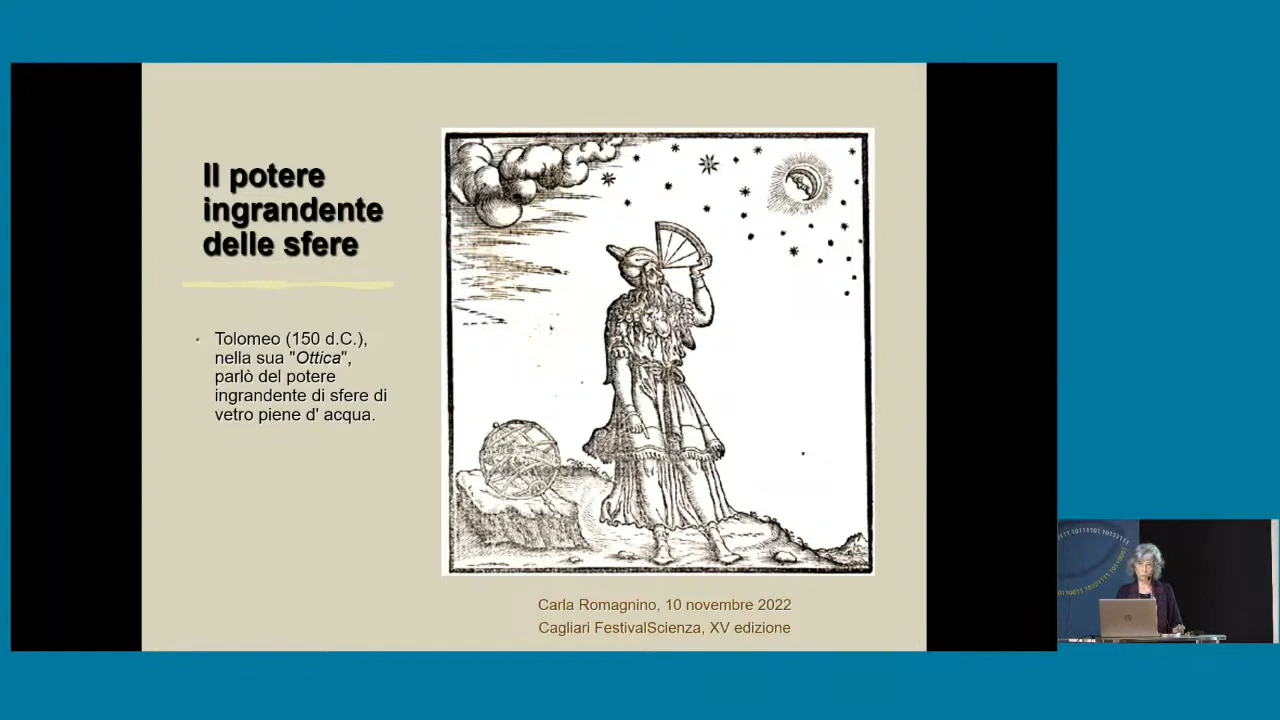 Il potere
ingrandente
delle sfere
• Tolomeo (150 d.C.),
nella sua "Ottica",
parlò del potere
ingrandente di sfere di
vetro piene d' acqua.
Carla Romagnino, 10 novembre 2022
Cagliari FestivalScienza, XV edizione